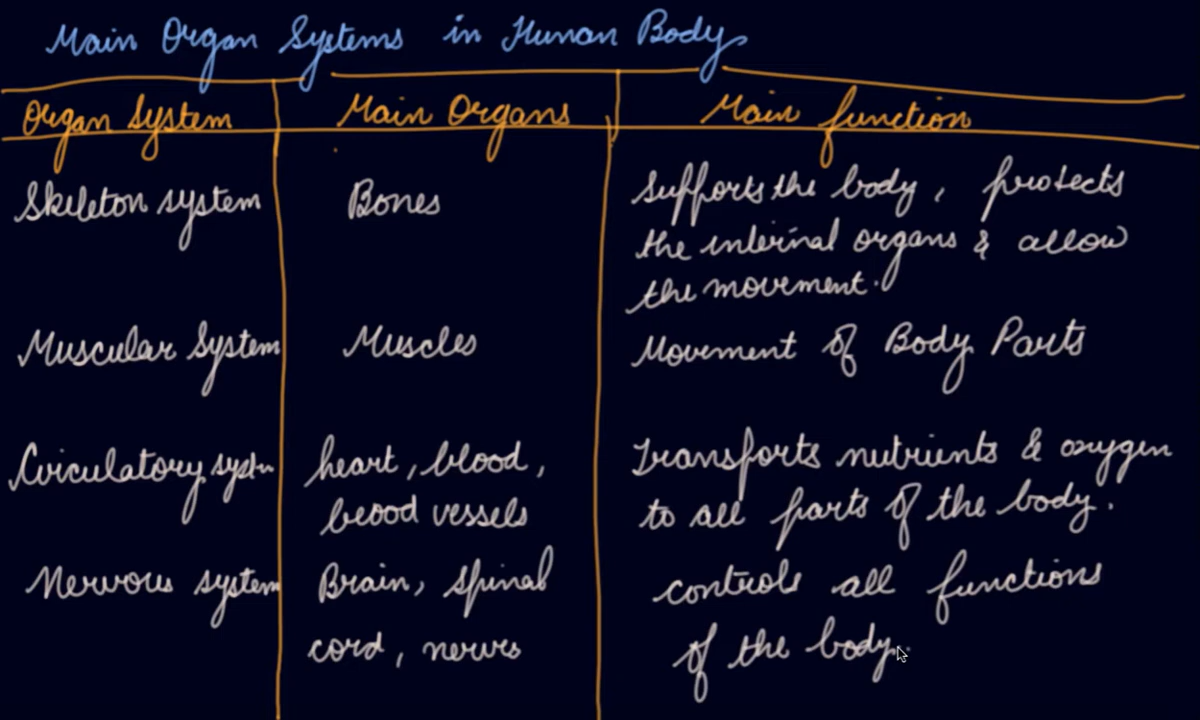 Main Organ Systems in Human Body
Organ System Main Organs Main function
Skeleton system Bones Supports the body, protects
the internal organs & allow
the movement.
Muscular System Muscles Movement of Body Parts
Circulatory system heart, blood, Transports nutrients & oxygen
blood vessels to all parts of the body.
Nervous system Brain, spinal controls all functions
cord, nerves of the body.